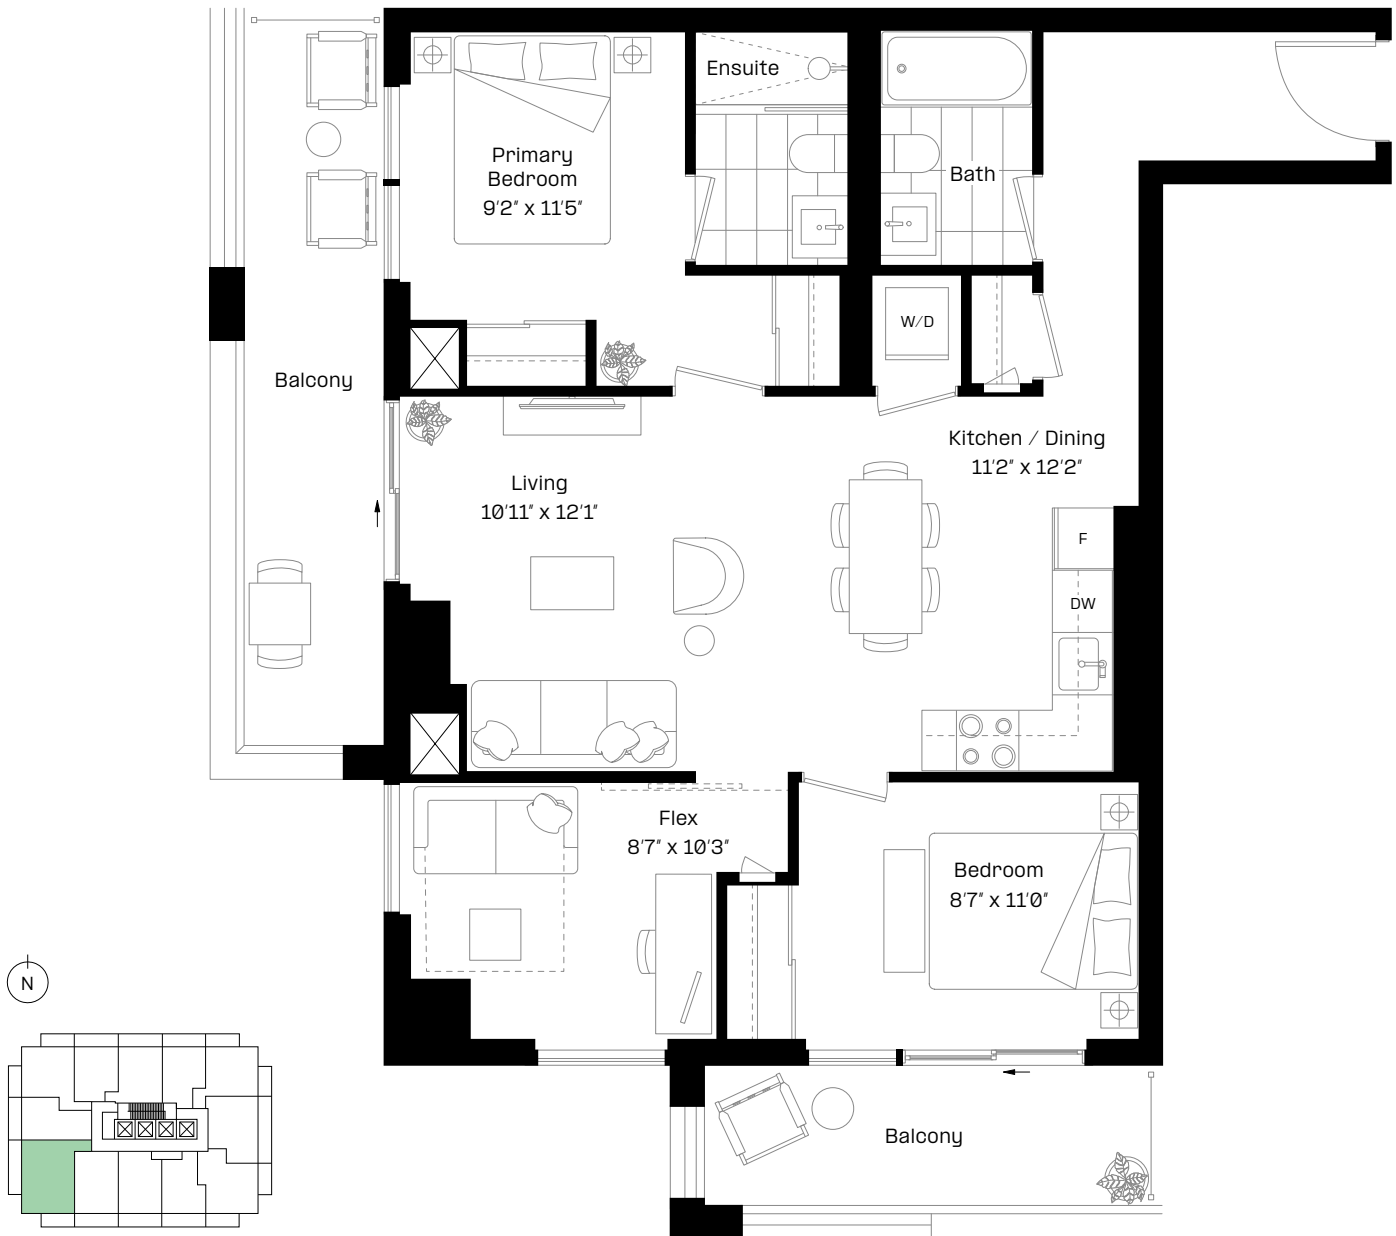 Ensuite
Primary
Bedroom
9'2" x 11'5"
Bath
W/D
Balcony
Kitchen / Dining
11'2" x 12'2"
Living
10'11" x 12'1"
F
DW
Flex
8'7" x 10'3"
Bedroom
8'7" x 11'0"
N
Balcony